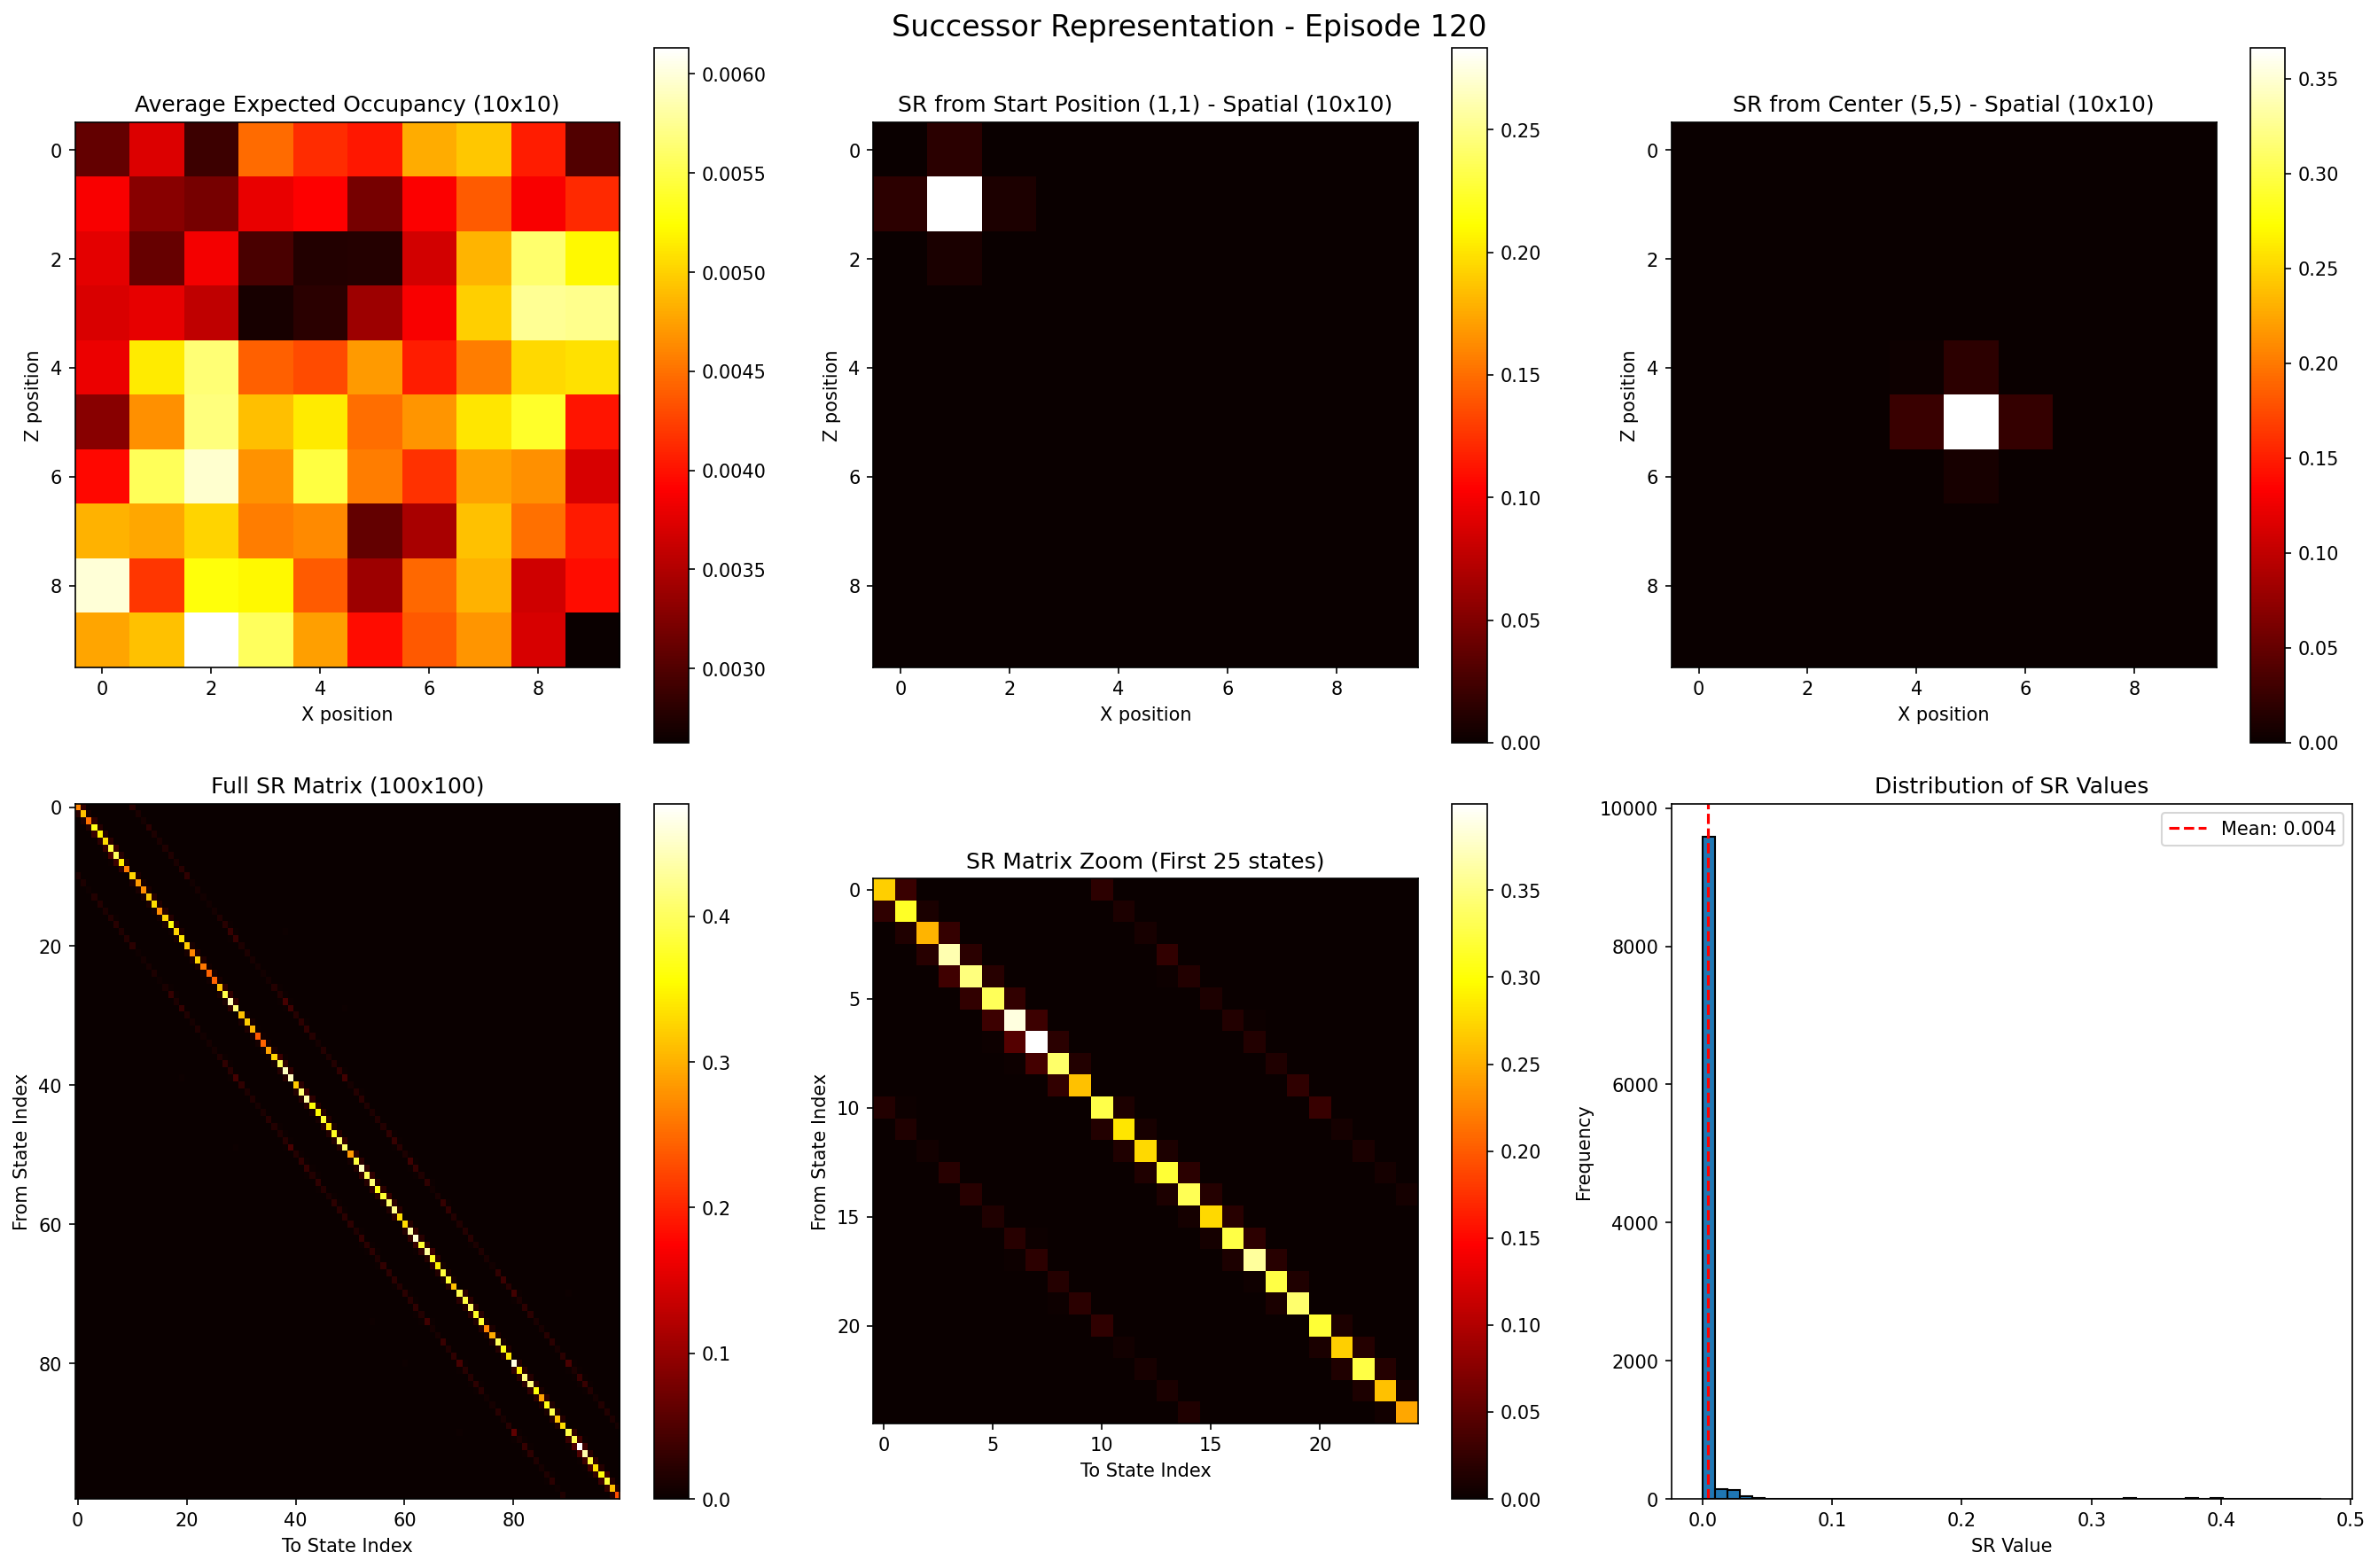 Successor Representation - Episode 120
Average Expected Occupancy (10x10)
0
2
4
6
8
Z position
0 2 4 6 8
X position
0.0060
0.0055
0.0050
0.0045
0.0040
0.0035
0.0030
SR from Start Position (1,1) - Spatial (10x10)
0
2
4
6
8
Z position
0 2 4 6 8
X position
0.25
0.20
0.15
0.10
0.05
0.00
SR from Center (5,5) - Spatial (10x10)
0
2
4
6
8
Z position
0 2 4 6 8
X position
0.35
0.30
0.25
0.20
0.15
0.10
0.05
0.00
Full SR Matrix (100x100)
0
20
40
60
80
From State Index
0 20 40 60 80
To State Index
0.4
0.3
0.2
0.1
0.0
SR Matrix Zoom (First 25 states)
0
5
10
15
20
From State Index
0 5 10 15 20
To State Index
0.35
0.30
0.25
0.20
0.15
0.10
0.05
0.00
Distribution of SR Values
Mean: 0.004
10000
8000
6000
4000
2000
0
Frequency
0.0 0.1 0.2 0.3 0.4 0.5
SR Value